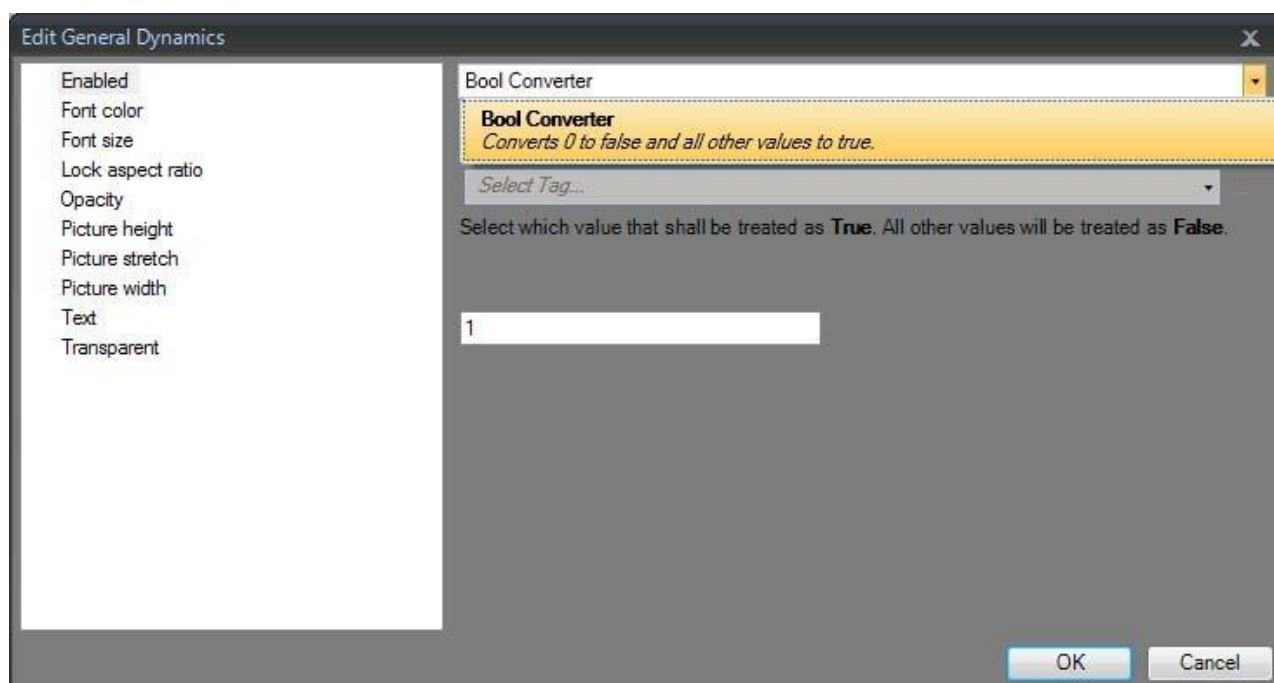 Edit General Dynamics
Enabled
Font color
Font size
Lock aspect ratio
Opacity
Picture height
Picture stretch
Picture width
Text
Transparent
Bool Converter
Bool Converter
Converts 0 to false and all other values to true.
Select Tag...
Select which value that shall be treated as True. All other values will be treated as False.
1
OK
Cancel